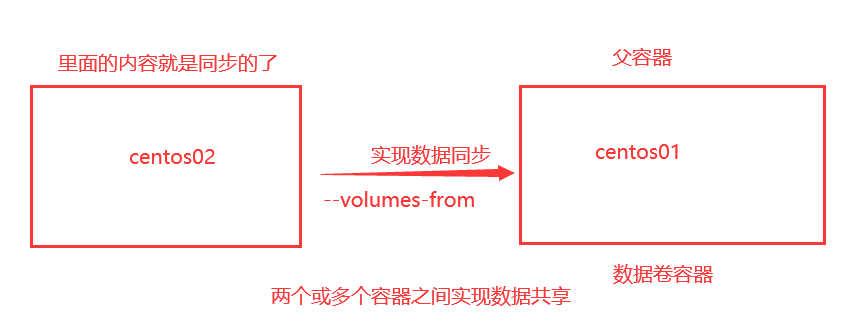 里面的内容就是同步的了
父容器
centos02
实现数据同步
centos01
--volumes-from
数据卷容器
两个或多个容器之间实现数据共享